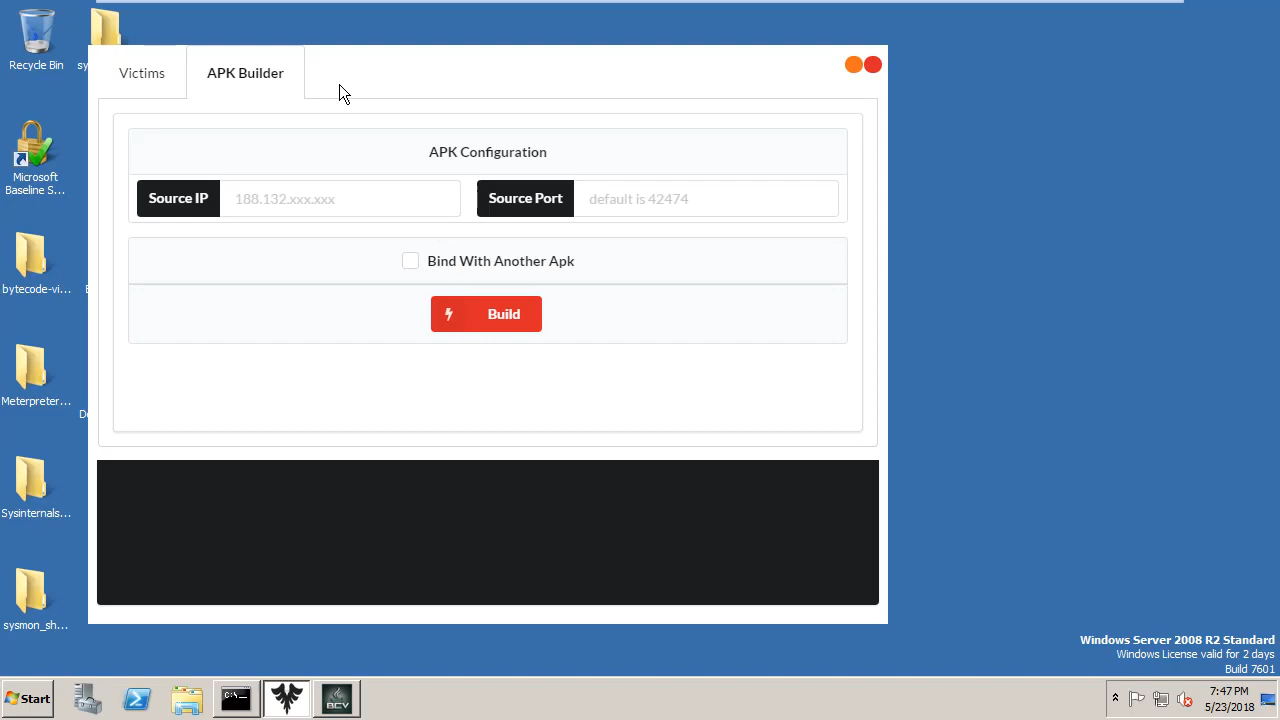 Recycle Bin
sy
Microsoft
Baseline S...
bytecode-vi...
Meterpreter...
Sysinternals...
sysmon_sh...
Victims
APK Builder
APK Configuration
Source IP
188.132.xxx.xxx
Source Port
default is 42474
Bind With Another Apk
Build
Windows Server 2008 R2 Standard
Windows License valid for 2 days
Build 7601
Start
C:\.
BCV
7:47 PM
5/23/2018